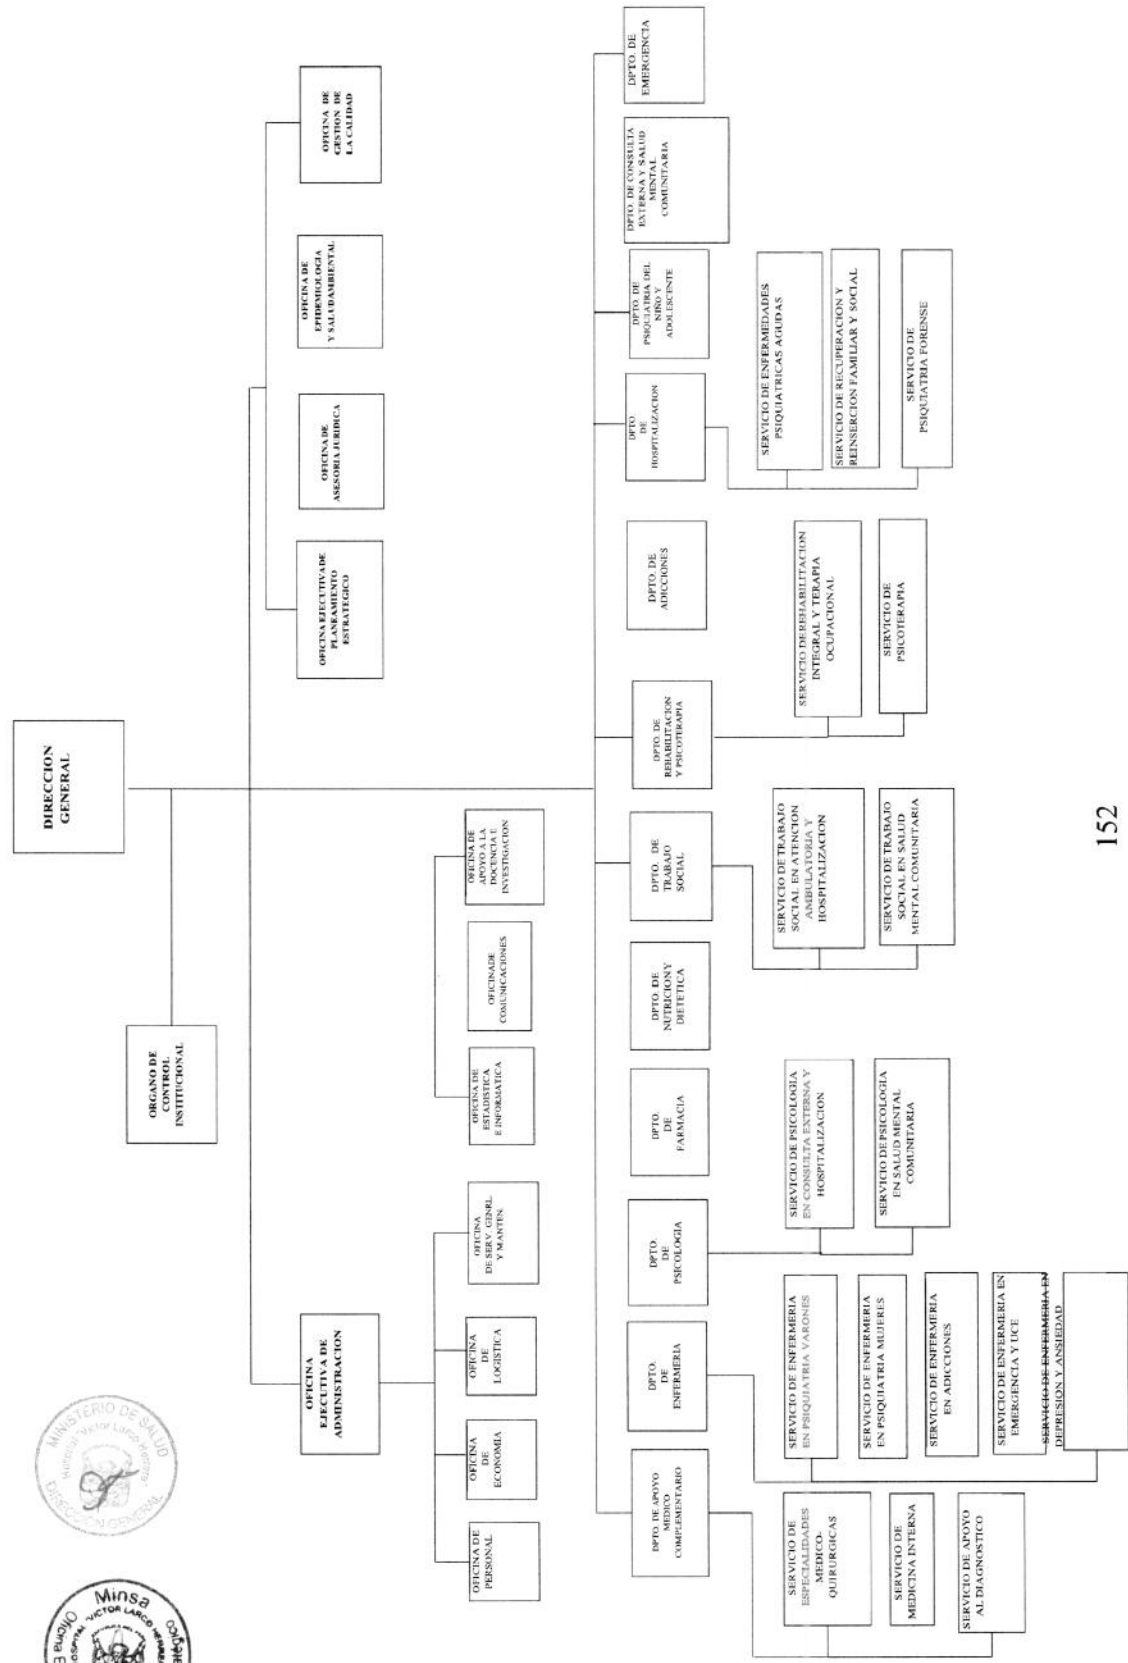 DIRECCION
GENERAL
ORGANO DE
CONTROL
INSTITUCIONAL
OFICINA
EJECUTIVA DE
ADMINISTRACION
OFICINA EJECUTIVA DE
PLANEAMIENTO
ESTRATEGICO
OFICINA DE
ASESORIA JURIDICA
OFICINA DE
EPIDEMIOLOGIA
Y SALUDAMBIENTAL
OFICINA DE
GESTION DE
LA CALIDAD
OFICINA DE
PERSONAL
OFICINA
DE
ECONOMIA
OFICINA
DE
LOGISTICA
OFICINA
DE SERV. GENRL.
Y MANTEN.
OFICINA DE
ESTADISTICA
E INFORMATICA
OFICINADE
COMUNICACIONES
OFICINA DE
APOYO A LA
DOCENCIA E
INVESTIGACION
DPTO. DE APOYO
MEDICO
COMPLEMENTARIO
DPTO.
DE
ENFERMERIA
DPTO.
DE
PSICOLOGIA
DPTO.
DE
FARMACIA
DPTO. DE
NUTRICION Y
DIETETICA
DPTO. DE
TRABAJO
SOCIAL
DPTO. DE
REHABILITACION
Y PSICOTERAPIA
DPTO. DE
ADICCIONES
DPTO.
DE
HOSPITALIZACION
DPTO. DE
PSIQUIATRIA DEL
NIÑO Y
ADOLESCENTE
DPTO. DE CONSULTA
EXTERNA Y SALUD
MENTAL
COMUNITARIA
DPTO. DE
EMERGENCIA
SERVICIO DE
ESPECIALIDADES
MEDICO-
QUIRURGICAS
SERVICIO DE
MEDICINA INTERNA
SERVICIO DE APOYO
AL DIAGNOSTICO
SERVICIO DE ENFERMERIA
EN PSIQUIATRIA VARONES
SERVICIO DE ENFERMERIA
EN PSIQUIATRIA MUJERES
SERVICIO DE ENFERMERIA
EN ADICCIONES
SERVICIO DE ENFERMERIA EN
EMERGENCIA Y UCE
SERVICIO DE ENFERMERIA EN
DEPRESION Y ANSIEDAD
SERVICIO DE PSICOLOGIA
EN CONSULTA EXTERNA Y
HOSPITALIZACION
SERVICIO DE PSICOLOGIA
EN SALUD MENTAL
COMUNITARIA
SERVICIO DE TRABAJO
SOCIAL EN ATENCION
AMBULATORIA Y
HOSPITALIZACION
SERVICIO DE TRABAJO
SOCIAL EN SALUD
MENTAL COMUNITARIA
SERVICIO DE REHABILITACION
INTEGRAL Y TERAPIA
OCUPACIONAL
SERVICIO DE
PSICOTERAPIA
SERVICIO DE ENFERMEDADES
PSIQUIATRICAS AGUDAS
SERVICIO DE RECUPERACION Y
REINSERCION FAMILIAR Y SOCIAL
SERVICIO DE
PSIQUIATRIA FORENSE
MINISTERIO DE SALUD
Hospital "Victor Larco Herrera"
DIRECCION GENERAL
Minsa
Oficina
HOSPITAL "VICTOR LARCO HERRERA"
152